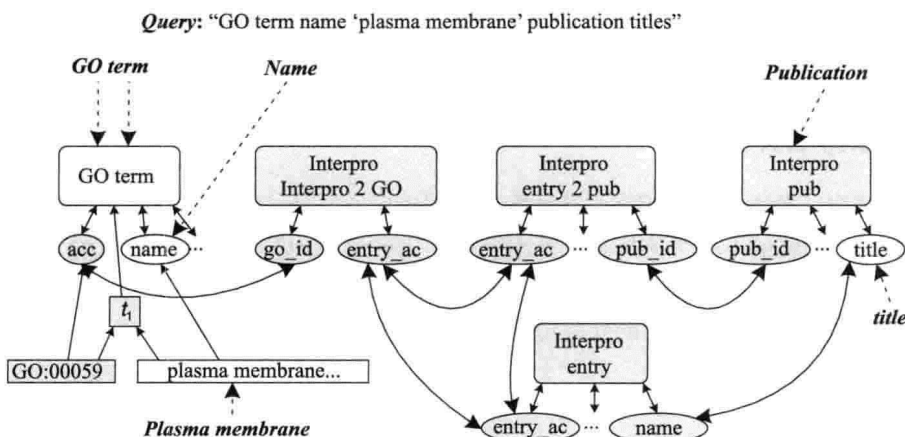 Query: “GO term name ‘plasma membrane’ publication titles”
GO term
Name
Publication
GO term
Interpro
Interpro 2 GO
Interpro
entry 2 pub
Interpro
pub
acc
name
...
go_id
entry_ac
entry_ac
...
pub_id
pub_id
...
title
t1
title
GO:00059
plasma membrane...
Interpro
entry
Plasma membrane
entry_ac
...
name